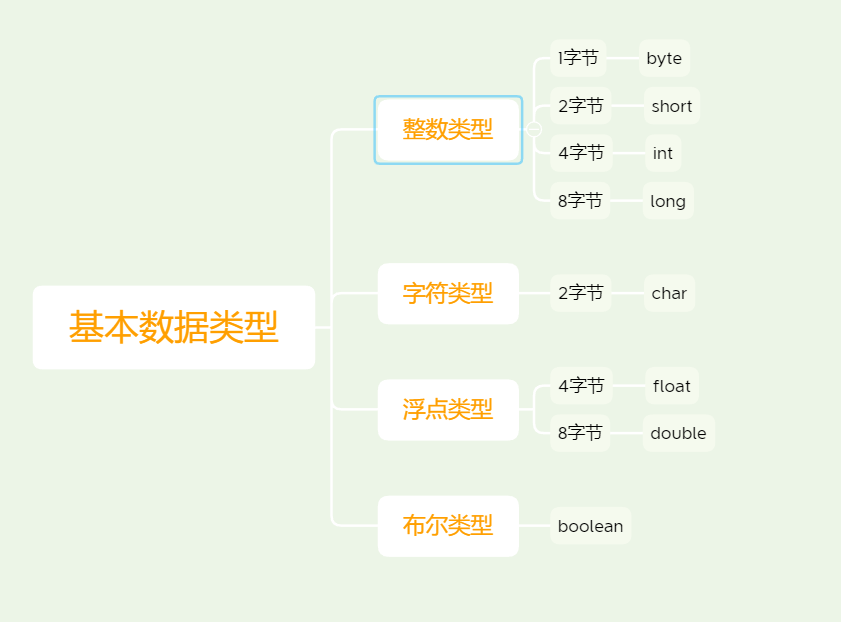 基本数据类型
整数类型
1字节 byte
2字节 short
4字节 int
8字节 long
字符类型
2字节 char
浮点类型
4字节 float
8字节 double
布尔类型
boolean